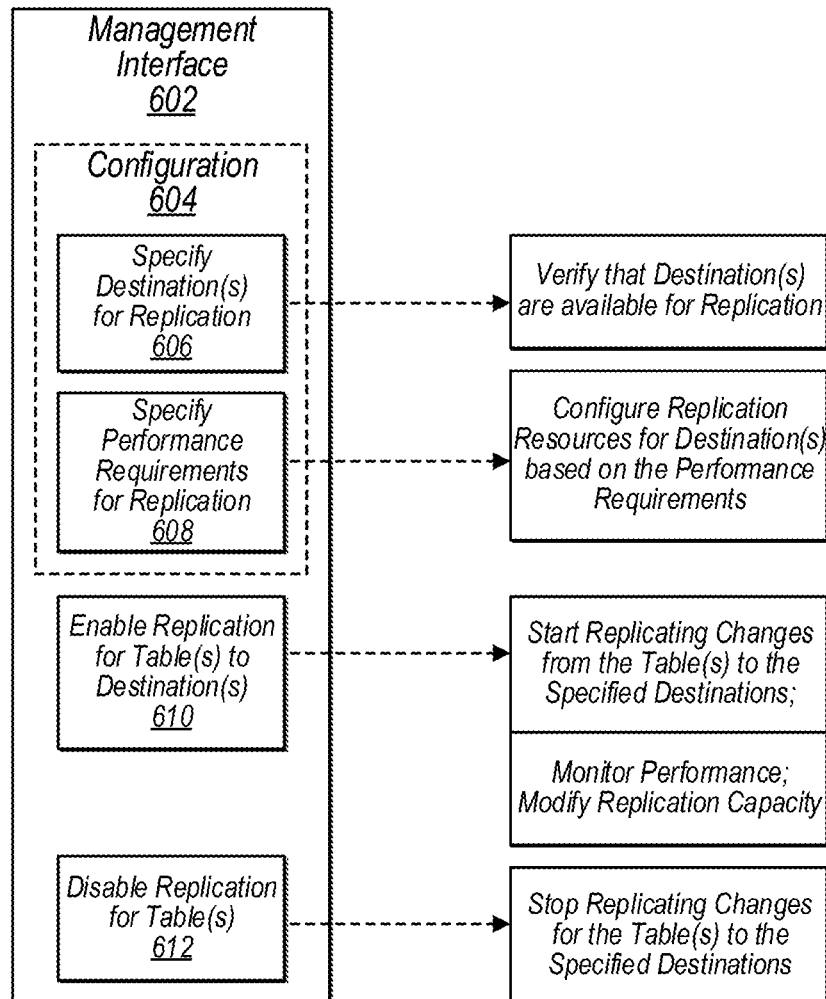 Management
Interface
602
Configuration
604
Specify
Destination(s)
for Replication
606
Verify that Destination(s)
are available for Replication
Specify
Performance
Requirements
for Replication
608
Configure Replication
Resources for Destination(s)
based on the Performance
Requirements
Enable Replication
for Table(s) to
Destination(s)
610
Start Replicating Changes
from the Table(s) to the
Specified Destinations;
Monitor Performance;
Modify Replication Capacity
Disable Replication
for Table(s)
612
Stop Replicating Changes
for the Table(s) to the
Specified Destinations